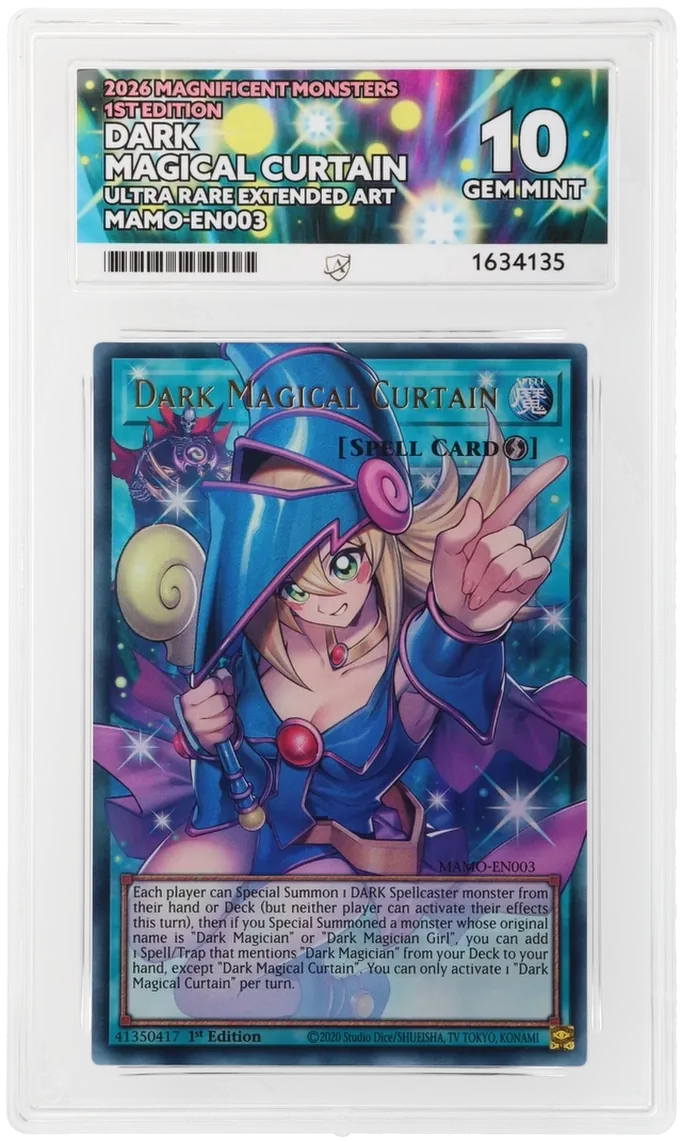 2026 MAGNIFICENT MONSTERS
1ST EDITION
DARK
MAGICAL CURTAIN
ULTRA RARE EXTENDED ART
MAMO-EN003
10
GEM MINT
1634135
DARK MAGICAL CURTAIN
SPELL
魔
[SPELL CARD]
MAMO-EN003
Each player can Special Summon 1 DARK Spellcaster monster from
their hand or Deck (but neither player can activate their effects
this turn), then if you Special Summoned a monster whose original
name is "Dark Magician" or "Dark Magician Girl", you can add
1 Spell/Trap that mentions "Dark Magician" from your Deck to your
hand, except "Dark Magical Curtain". You can only activate 1 "Dark
Magical Curtain" per turn.
41350417 1st Edition ©2020 Studio Dice/SHUEISHA, TV TOKYO, KONAMI